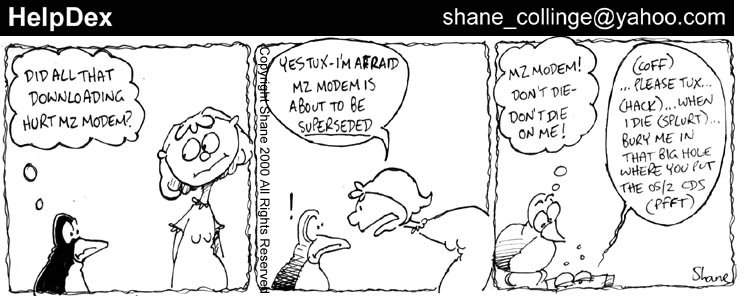 HelpDex
shane_collinge@yahoo.com
DID ALL THAT
DOWNLOADING
HURT MZ MODEM?
Copyright Shane 2000 All Rights Reserved
YES TUX-I'M AFRAID
MZ MODEM IS
ABOUT TO BE
SUPERSEDED
!
MZ MODEM!
DON'T DIE-
DON'T DIE
ON ME!
(COFF)
...PLEASE TUX...
(HACK)...WHEN
I DIE (SPLURT)...
BURY ME IN
THAT BIG HOLE
WHERE YOU PUT
THE OS/2 CDS
(PFFT)
Shane